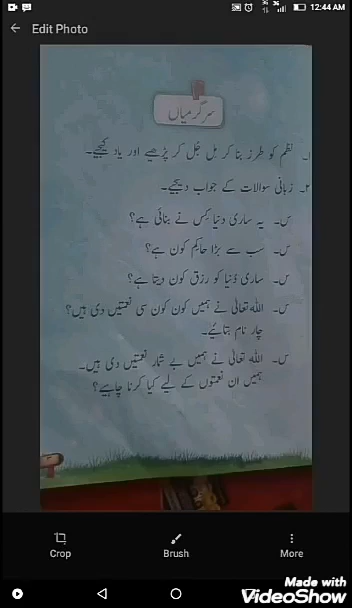 12:44 AM
Edit Photo
سرگرمیاں
۱۔ نظم کو طرز بنا کر مل جُل کر پڑھیے اور یاد کیجیے۔
۲۔ زبانی سوالات کے جواب دیجیے۔
س۔ یہ ساری دنیا کِس نے بنائی ہے؟
س۔ سب سے بڑا حاکِم کون ہے؟
س۔ ساری دُنیا کو رزق کون دیتا ہے؟
س۔ اللہ تعالیٰ نے ہمیں کون کون سی نعمتیں دی ہیں؟
چار نام بتائیے۔
س۔ اللہ تعالیٰ نے ہمیں بے شمار نعمتیں دی ہیں۔
ہمیں ان نعمتوں کے لیے کیا کرنا چاہیے؟
Crop
Brush
More
Made with
VideoShow